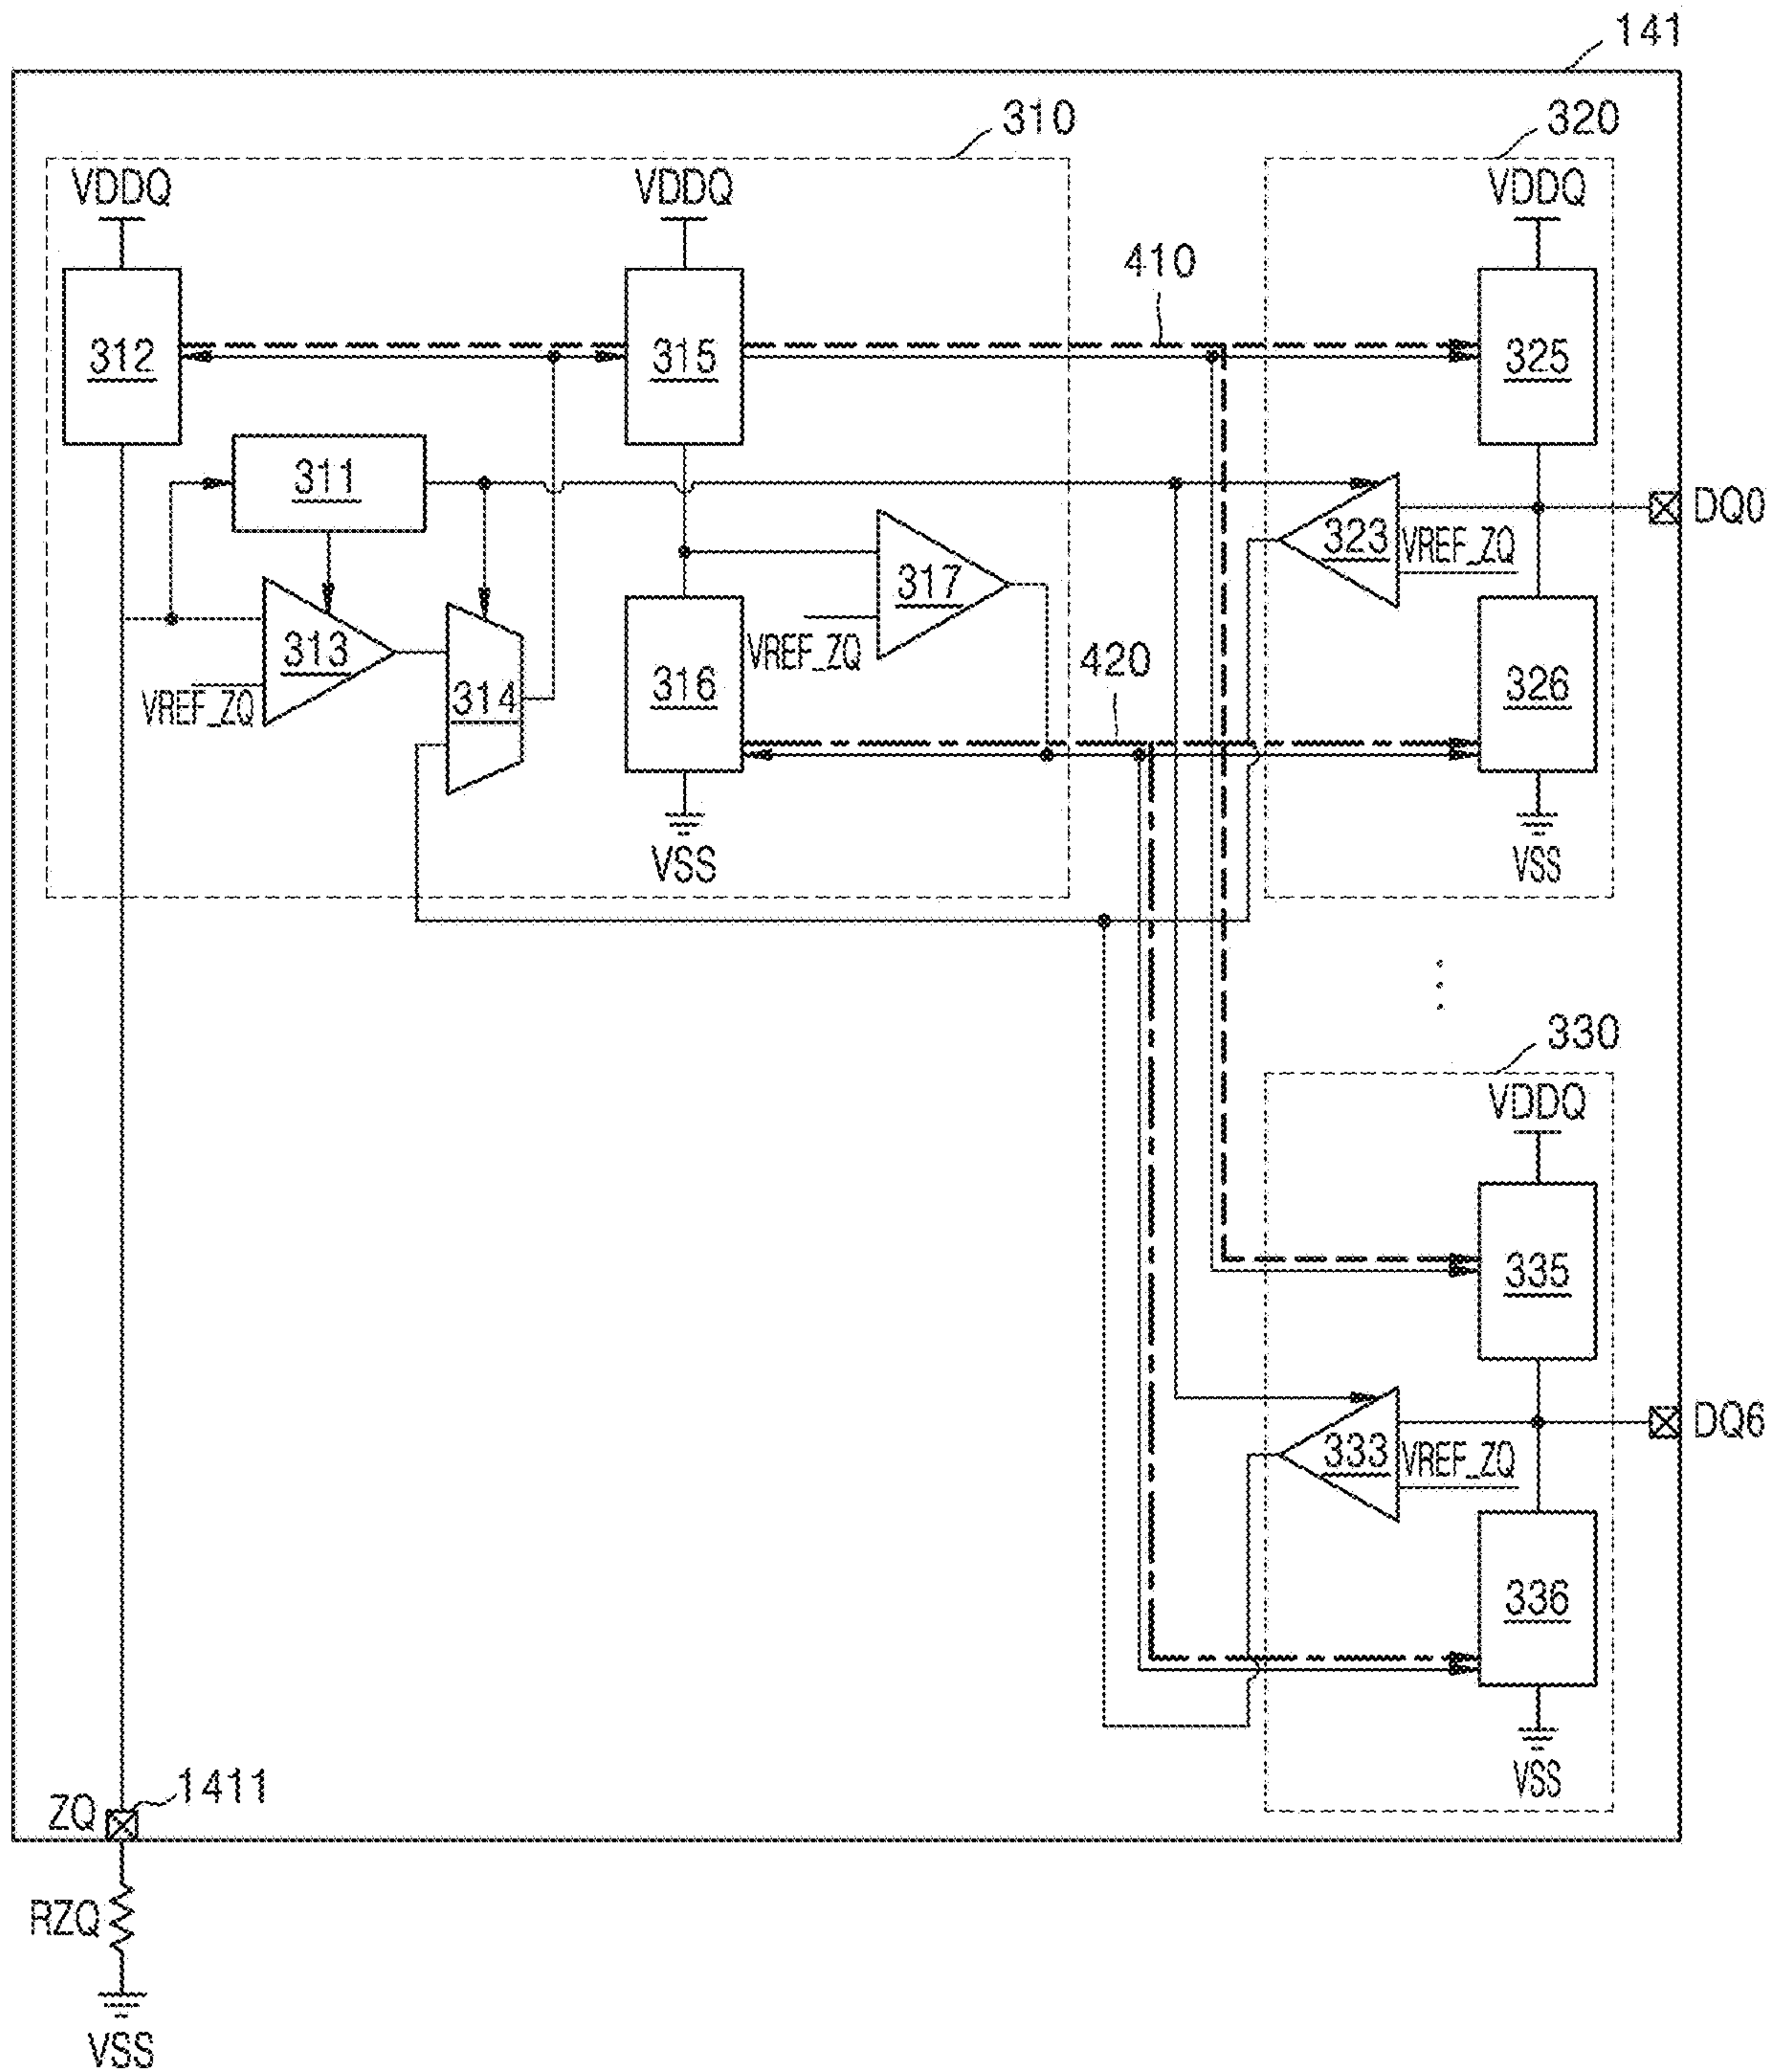 141
310
320
VDDQ
VDDQ
VDDQ
410
312
315
325
311
DQ0
323
VREF_ZQ
317
313
VREF_ZQ
420
314
316
326
VREF_ZQ
VSS
VSS
330
VDDQ
335
DQ6
333
VREF_ZQ
336
1411
ZQ
VSS
RZQ
VSS